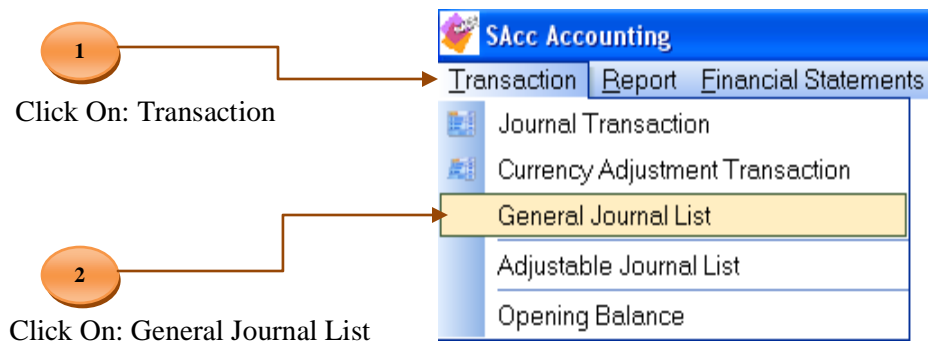 1
Click On: Transaction
2
Click On: General Journal List
SAcc Accounting
Transaction Report Financial Statements
Journal Transaction
Currency Adjustment Transaction
General Journal List
Adjustable Journal List
Opening Balance